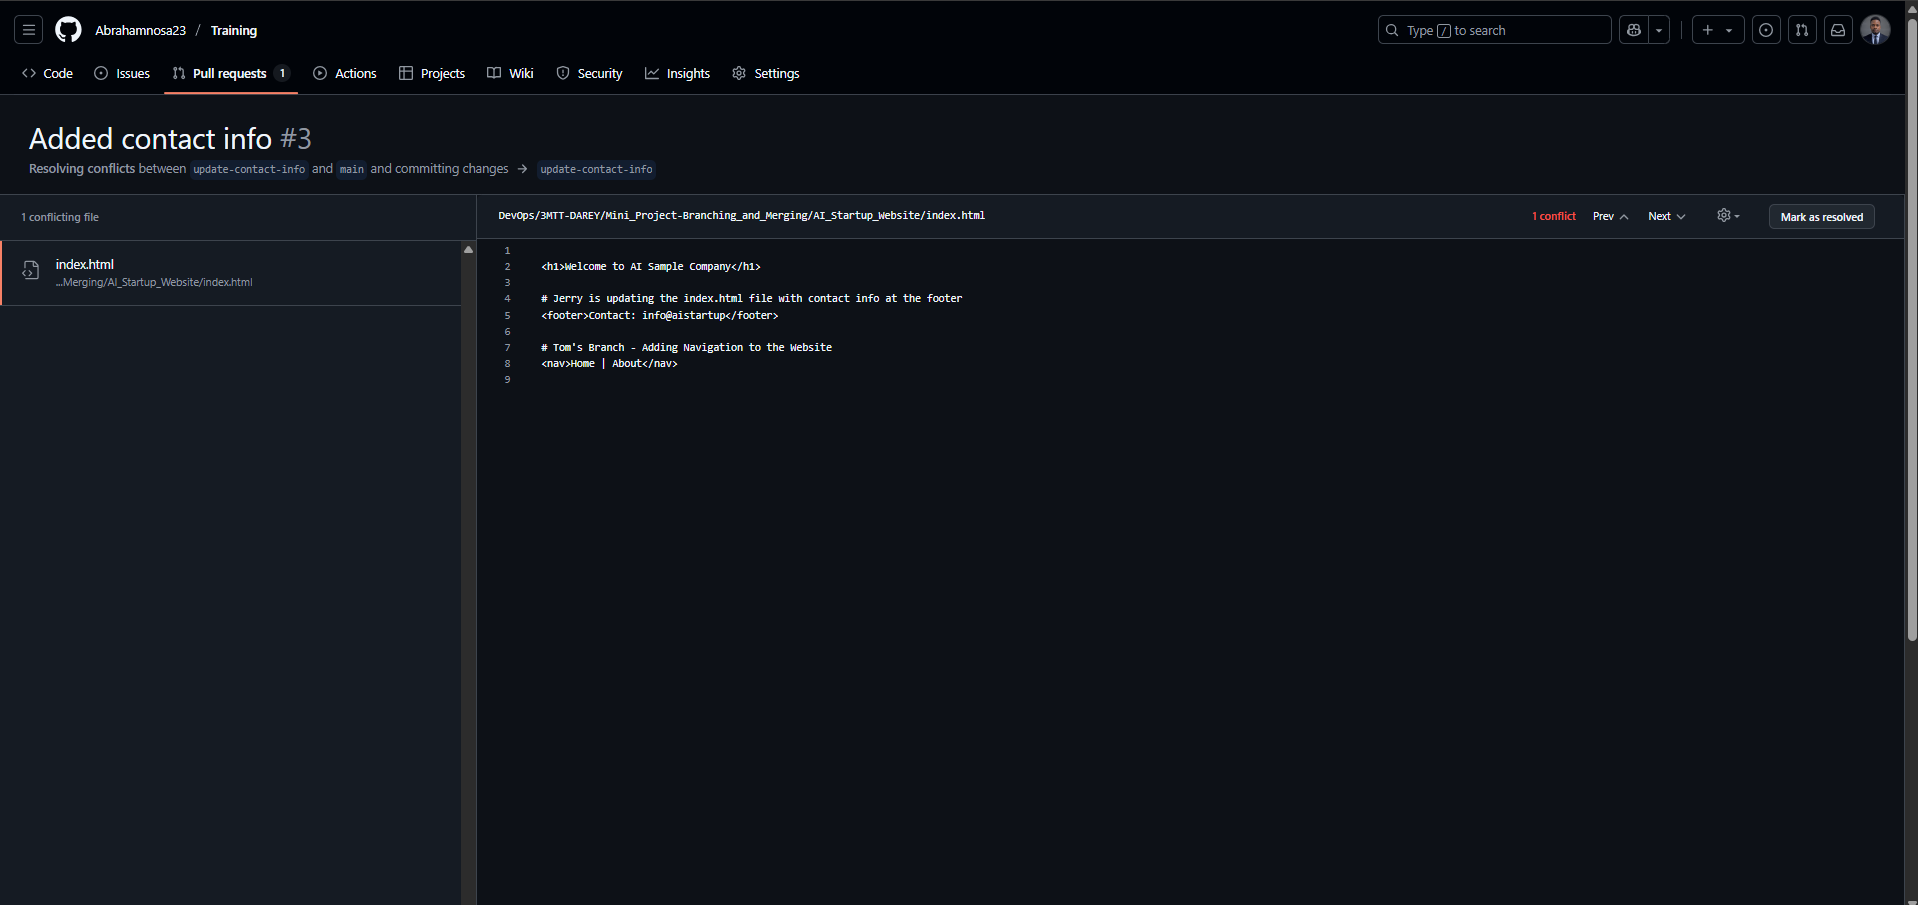 Abrahamnosa23 / Training
Type / to search
Code Issues Pull requests 1 Actions Projects Wiki Security Insights Settings
Added contact info #3
Resolving conflicts between update-contact-info and main and committing changes → update-contact-info
1 conflicting file
index.html
...Merging/AI_Startup_Website/index.html
DevOps/3MTT-DAREY/Mini_Project-Branching_and_Merging/AI_Startup_Website/index.html
1 conflict Prev Next Mark as resolved
1
2 <h1>Welcome to AI Sample Company</h1>
3
4 # Jerry is updating the index.html file with contact info at the footer
5 <footer>Contact: info@aistartup</footer>
6
7 # Tom's Branch - Adding Navigation to the Website
8 <nav>Home | About</nav>
9